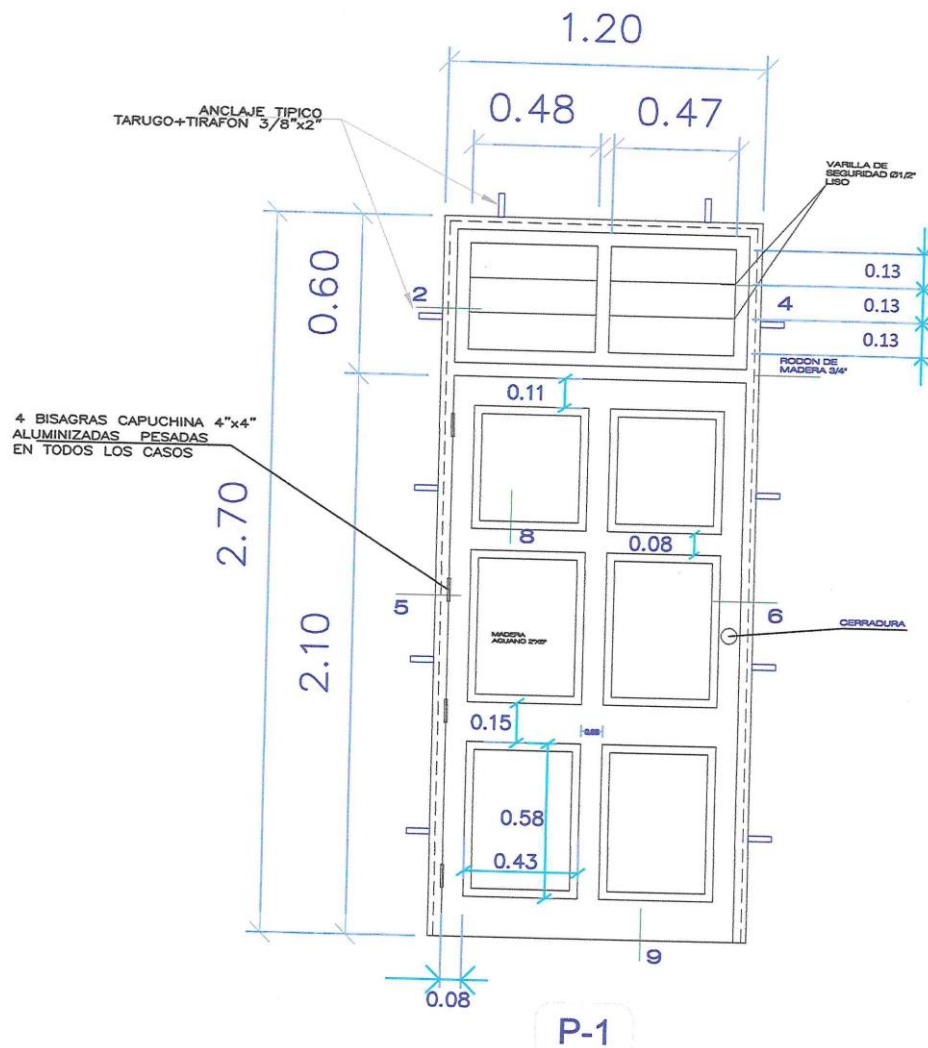 1.20
0.48
0.47
ANCLAJE TIPICO
TARUGO+TIRAFON 3/8"x2"
VARILLA DE
SEGURIDAD Ø1/2"
LISO
0.13
0.13
0.13
2
4
0.60
RODON DE
MADERA 3/4"
0.11
4 BISAGRAS CAPUCHINA 4"x4"
ALUMINIZADAS PESADAS
EN TODOS LOS CASOS
2.70
8
0.08
5
6
MADERA
CERRADURA
2.10
0.15
0.58
0.43
9
0.08
P-1